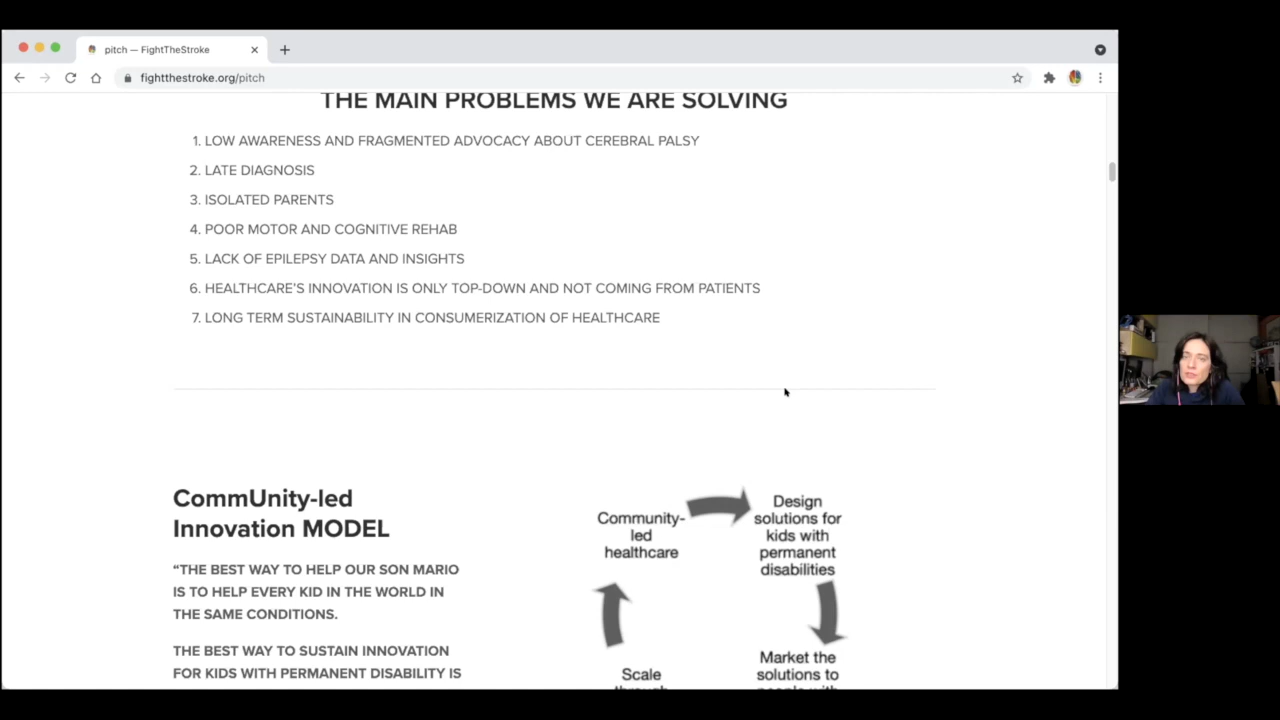 pitch — FightTheStroke
fightthestroke.org/pitch
THE MAIN PROBLEMS WE ARE SOLVING
1. LOW AWARENESS AND FRAGMENTED ADVOCACY ABOUT CEREBRAL PALSY
2. LATE DIAGNOSIS
3. ISOLATED PARENTS
4. POOR MOTOR AND COGNITIVE REHAB
5. LACK OF EPILEPSY DATA AND INSIGHTS
6. HEALTHCARE'S INNOVATION IS ONLY TOP-DOWN AND NOT COMING FROM PATIENTS
7. LONG TERM SUSTAINABILITY IN CONSUMERIZATION OF HEALTHCARE
CommUnity-led
Innovation MODEL
“THE BEST WAY TO HELP OUR SON MARIO
IS TO HELP EVERY KID IN THE WORLD IN
THE SAME CONDITIONS.
THE BEST WAY TO SUSTAIN INNOVATION
FOR KIDS WITH PERMANENT DISABILITY IS
Community-
led
healthcare
Design
solutions for
kids with
permanent
disabilities
Market the
solutions to
people with
Scale
through